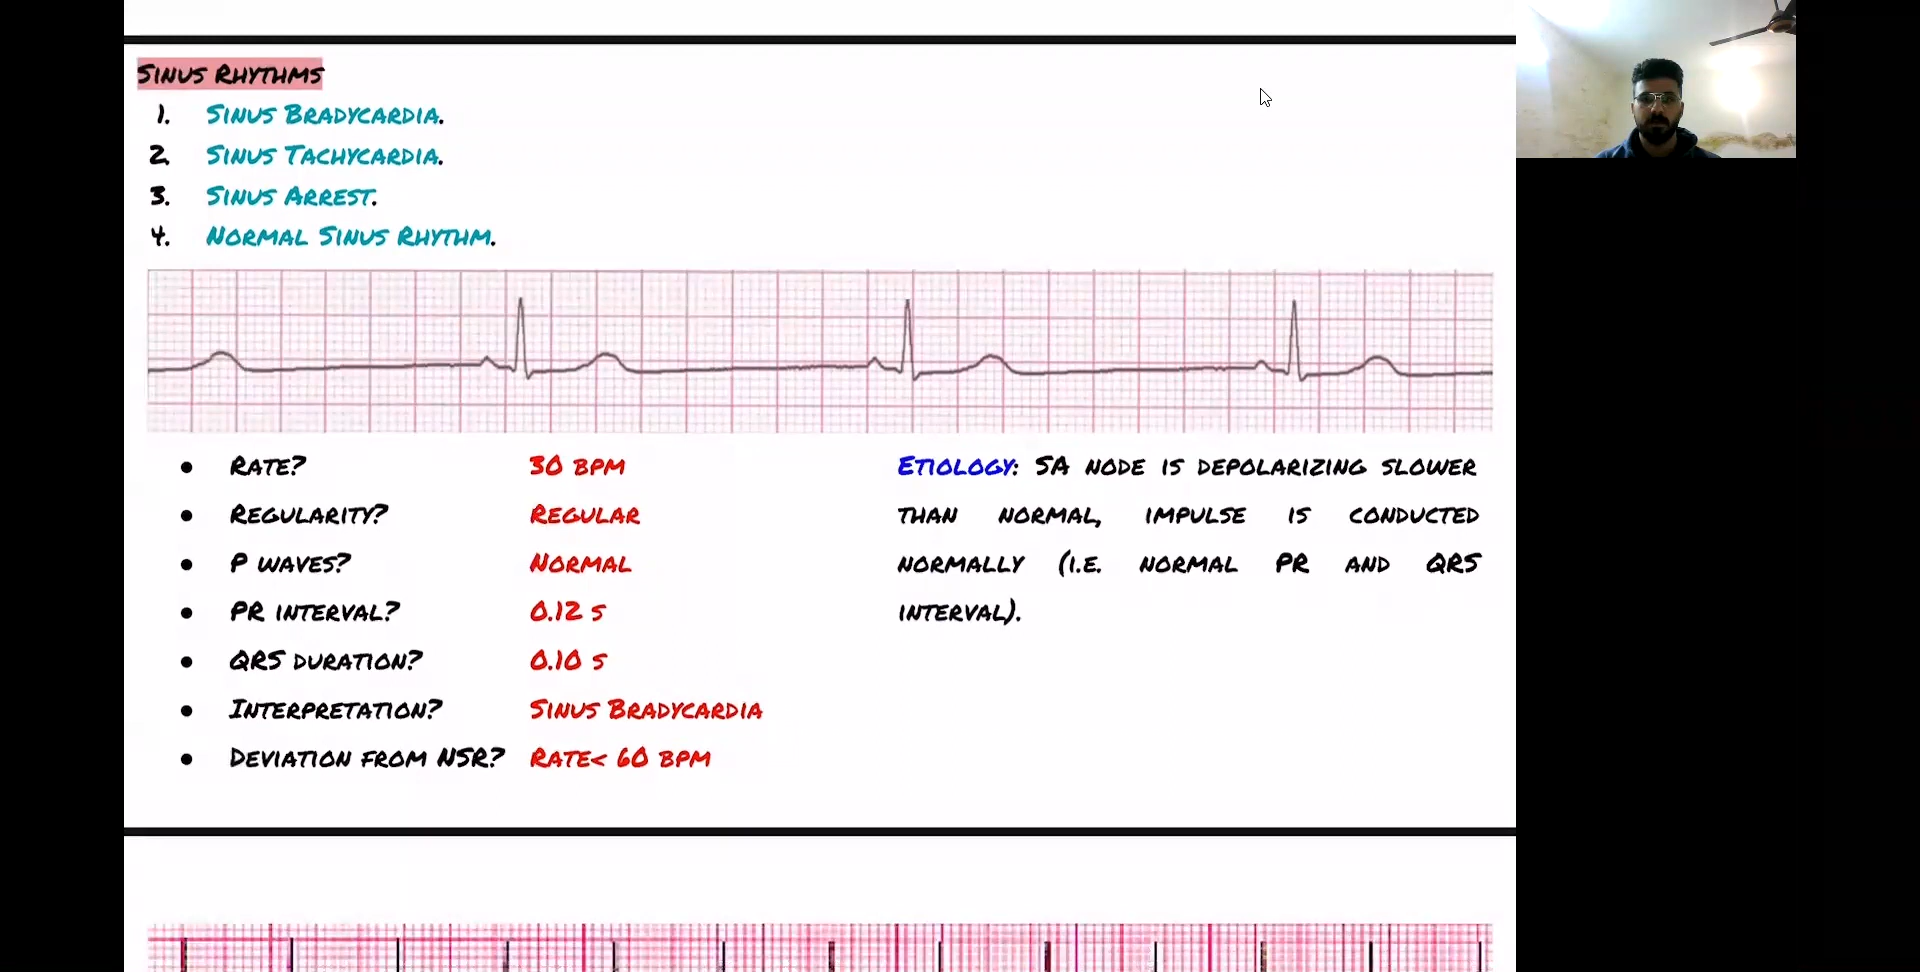 Sinus Rhythms
1. Sinus Bradycardia.
2. Sinus Tachycardia.
3. Sinus Arrest.
4. Normal Sinus Rhythm.
• Rate? 30 bpm
• Regularity? Regular
• P waves? Normal
• PR interval? 0.12 s
• QRS duration? 0.10 s
• Interpretation? Sinus Bradycardia
• Deviation from NSR? Rate< 60 bpm
Etiology: SA node is depolarizing slower
than normal, impulse is conducted
normally (i.e. normal PR and QRS
interval).